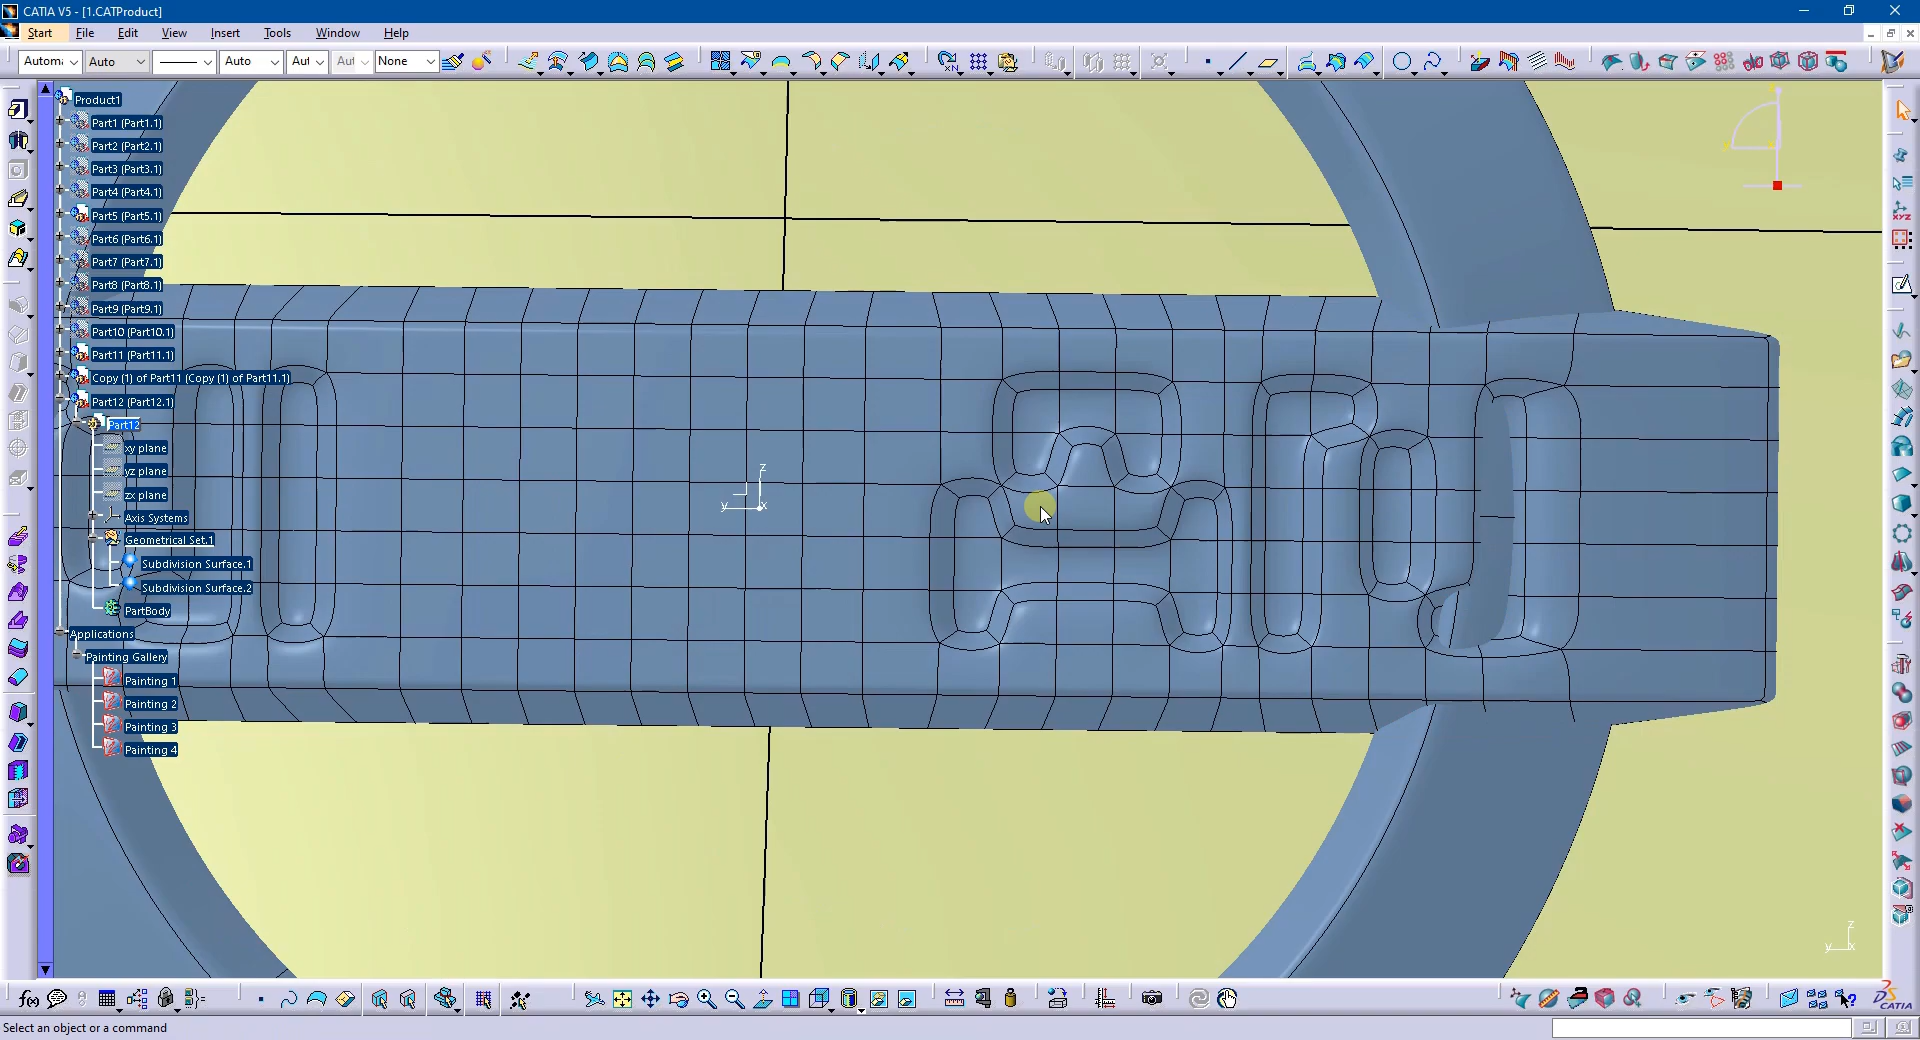 CATIA V5 - [1.CATProduct]
Start File Edit View Insert Tools Window Help
Automa Auto Auto Aut Aut None
Product1
Part1 (Part1.1)
Part2 (Part2.1)
Part3 (Part3.1)
Part4 (Part4.1)
Part5 (Part5.1)
Part6 (Part6.1)
Part7 (Part7.1)
Part8 (Part8.1)
Part9 (Part9.1)
Part10 (Part10.1)
Part11 (Part11.1)
Copy (1) of Part11 (Copy (1) of Part11.1)
Part12 (Part12.1)
Part12
xy plane
yz plane
zx plane
Axis Systems
Geometrical Set.1
Subdivision Surface.1
Subdivision Surface.2
PartBody
Applications
Painting Gallery
Painting 1
Painting 2
Painting 3
Painting 4
z
y x
z
y x
f(x)
CATIA
Select an object or a command